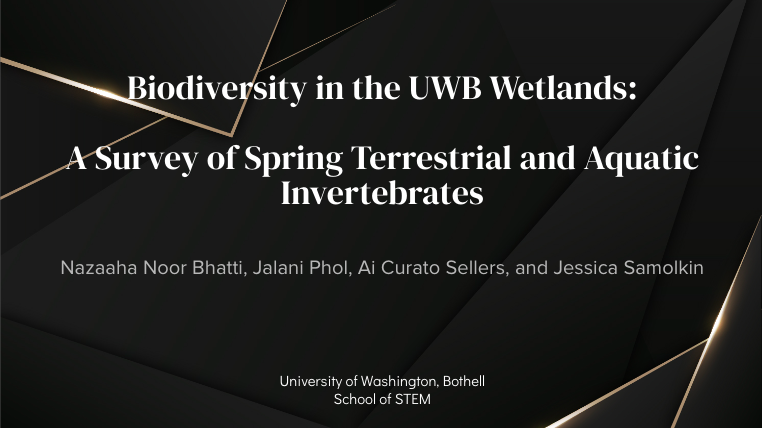 Biodiversity in the UWB Wetlands:
A Survey of Spring Terrestrial and Aquatic
Invertebrates
Nazaaha Noor Bhatti, Jalani Phol, Ai Curato Sellers, and Jessica Samolkin
University of Washington, Bothell
School of STEM